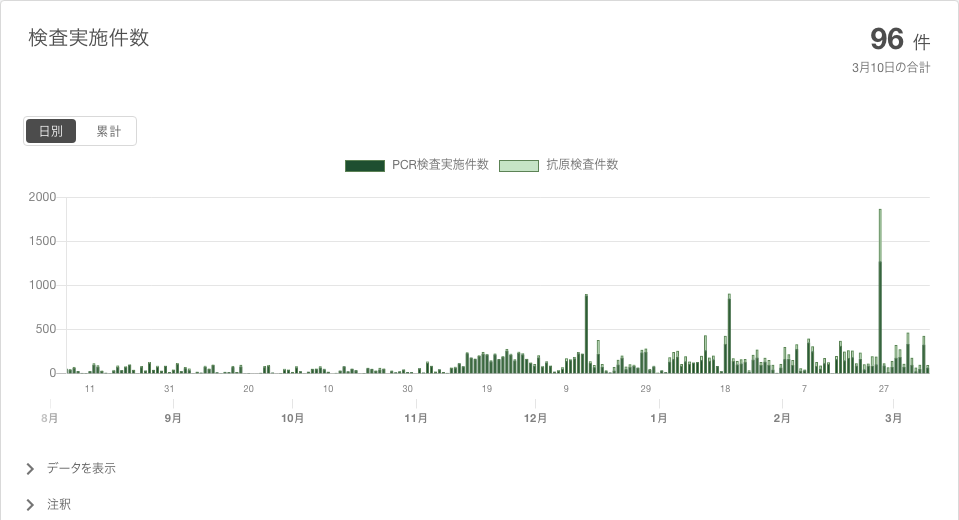 検査実施件数
96 件
3月10日の合計
日別 累計
PCR検査実施件数 抗原検査件数
2000
1500
1000
500
0
11 31 20 10 30 19 9 29 18 7 27
8月 9月 10月 11月 12月 1月 2月 3月
データを表示
注釈